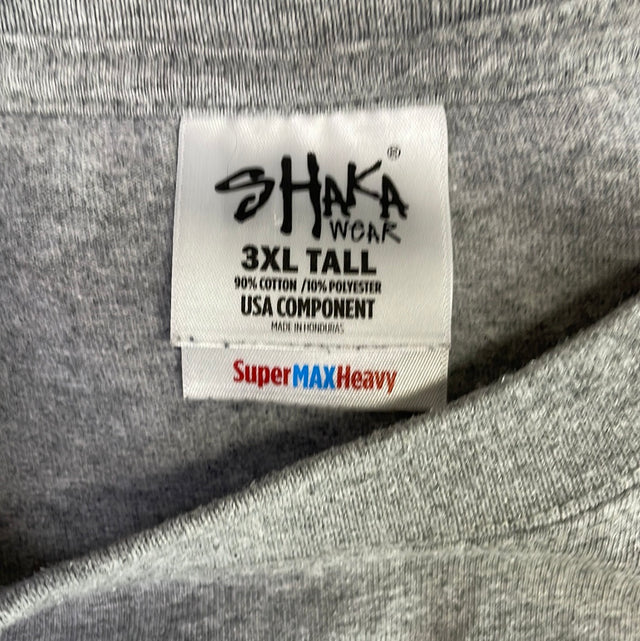 SHAKA ®
WEAR
3XL TALL
90% COTTON / 10% POLYESTER
USA COMPONENT
MADE IN HONDURAS
SuperMAXHeavy